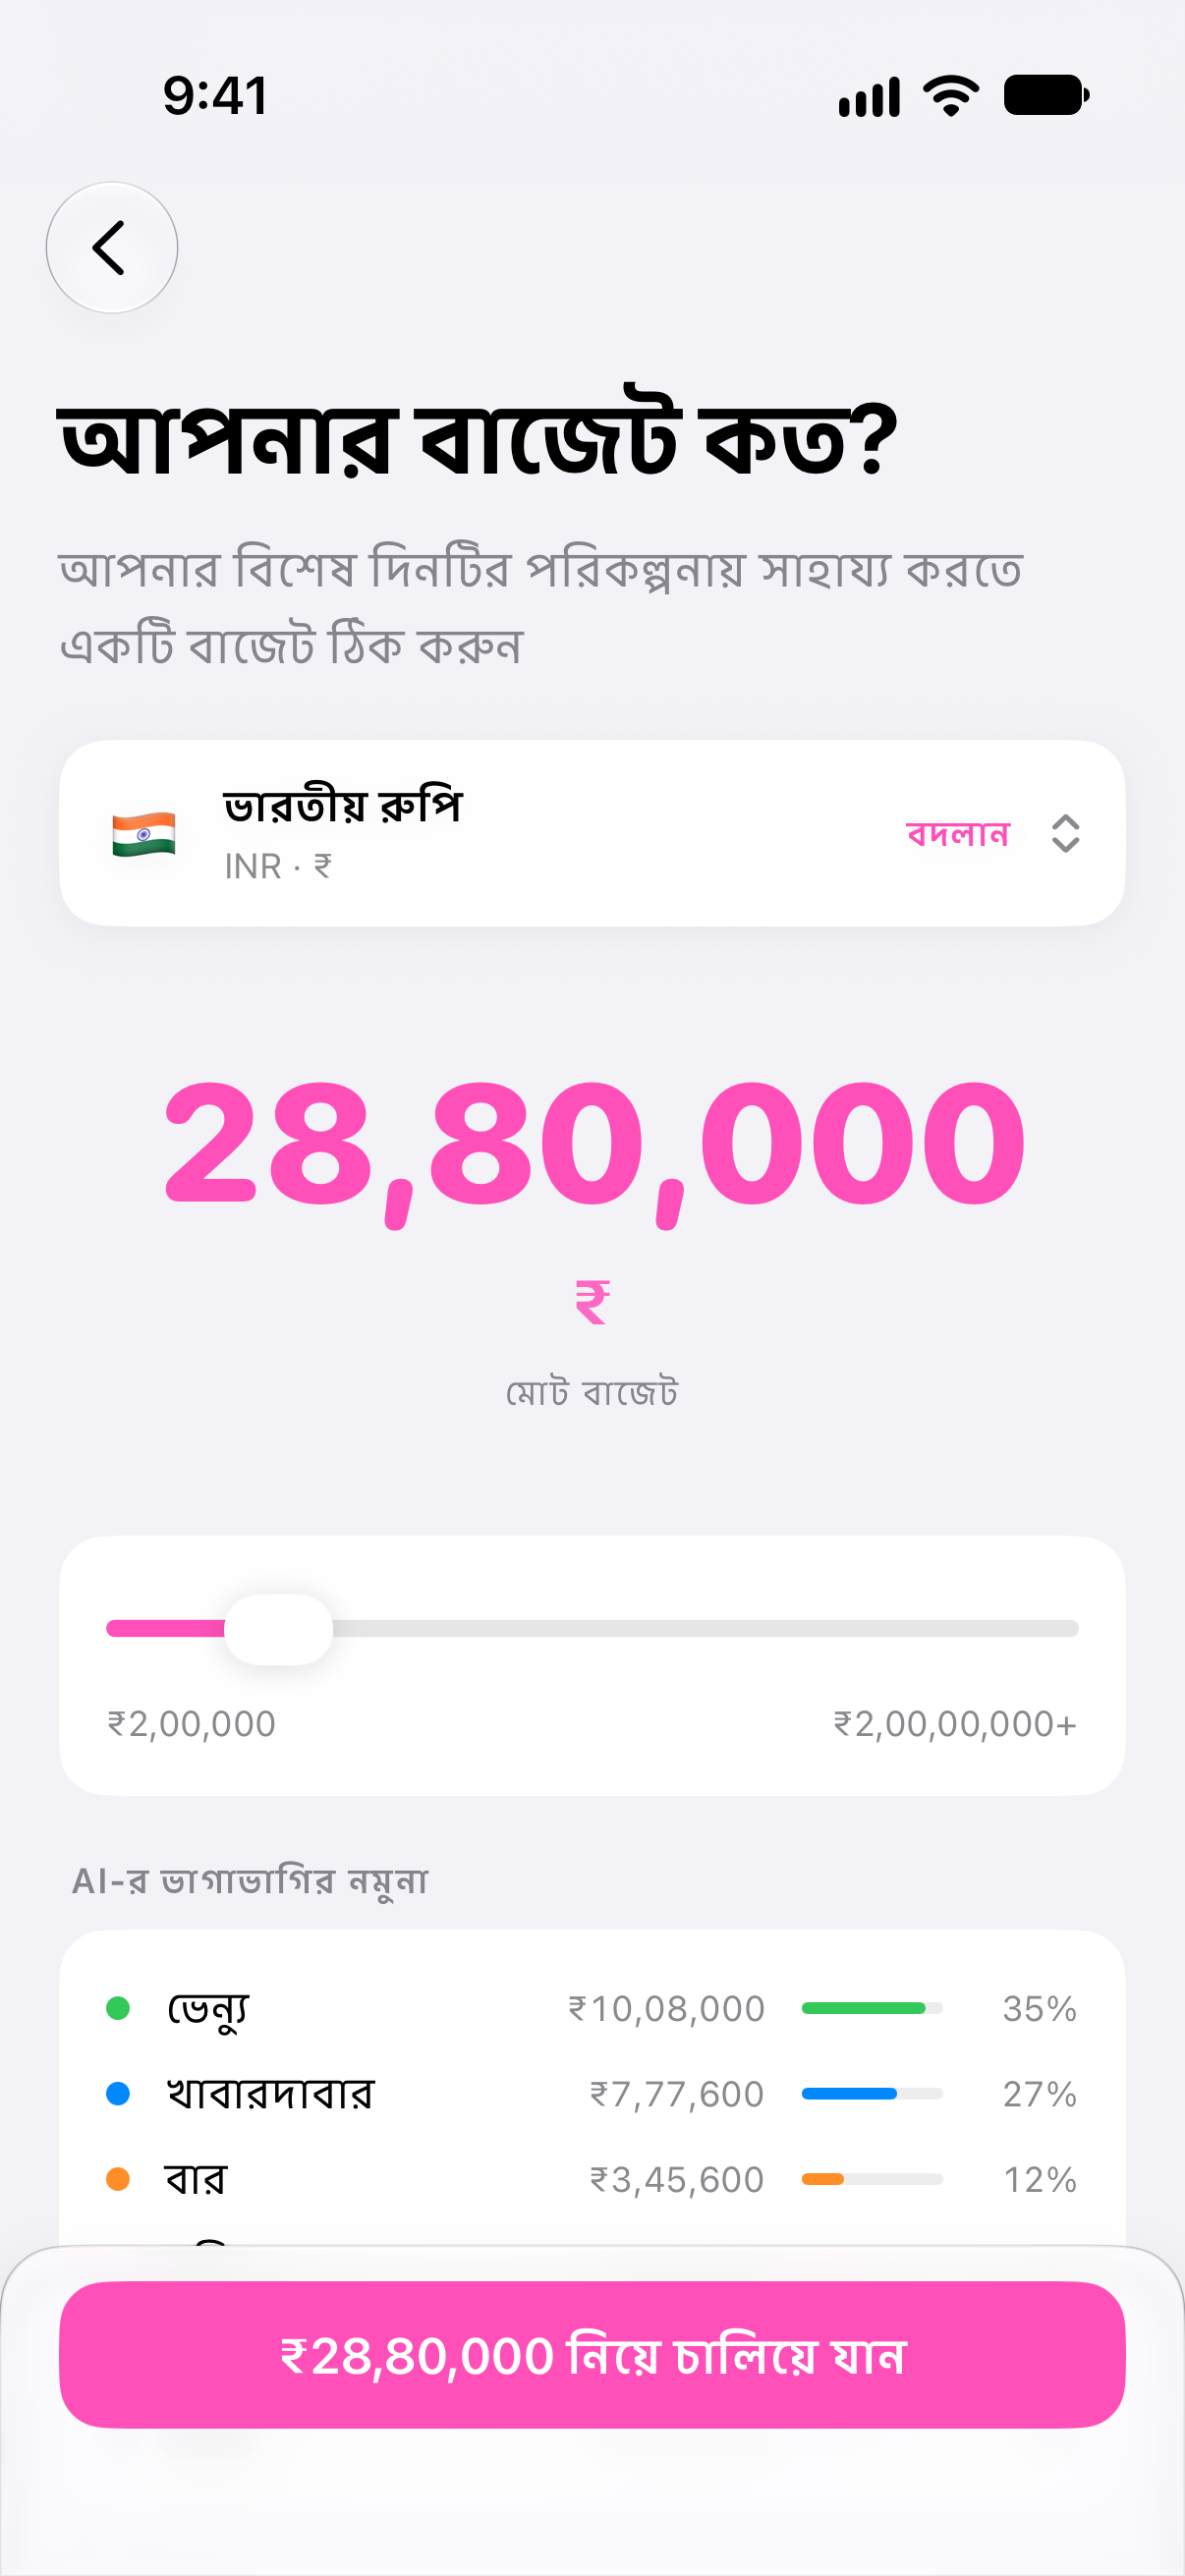 9:41
আপনার বাজেট কত?
আপনার বিশেষ দিনটির পরিকল্পনায় সাহায্য করতে
একটি বাজেট ঠিক করুন
ভারতীয় রুপি
INR · ₹
বদলান
28,80,000
₹
মোট বাজেট
₹2,00,000
₹2,00,00,000+
AI-র ভাগাভাগির নমুনা
ভেন্যু ₹10,08,000 35%
খাবারদাবার ₹7,77,600 27%
বার ₹3,45,600 12%
₹28,80,000 নিয়ে চালিয়ে যান